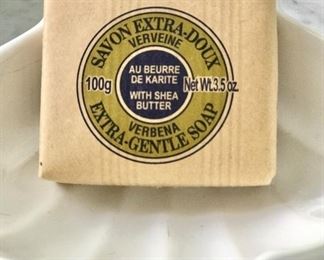 SAVON EXTRA-DOUX
VERVEINE
100g
AU BEURRE
DE KARITE
WITH SHEA
BUTTER
Net Wt.3.5 oz.
VERBENA
EXTRA-GENTLE SOAP